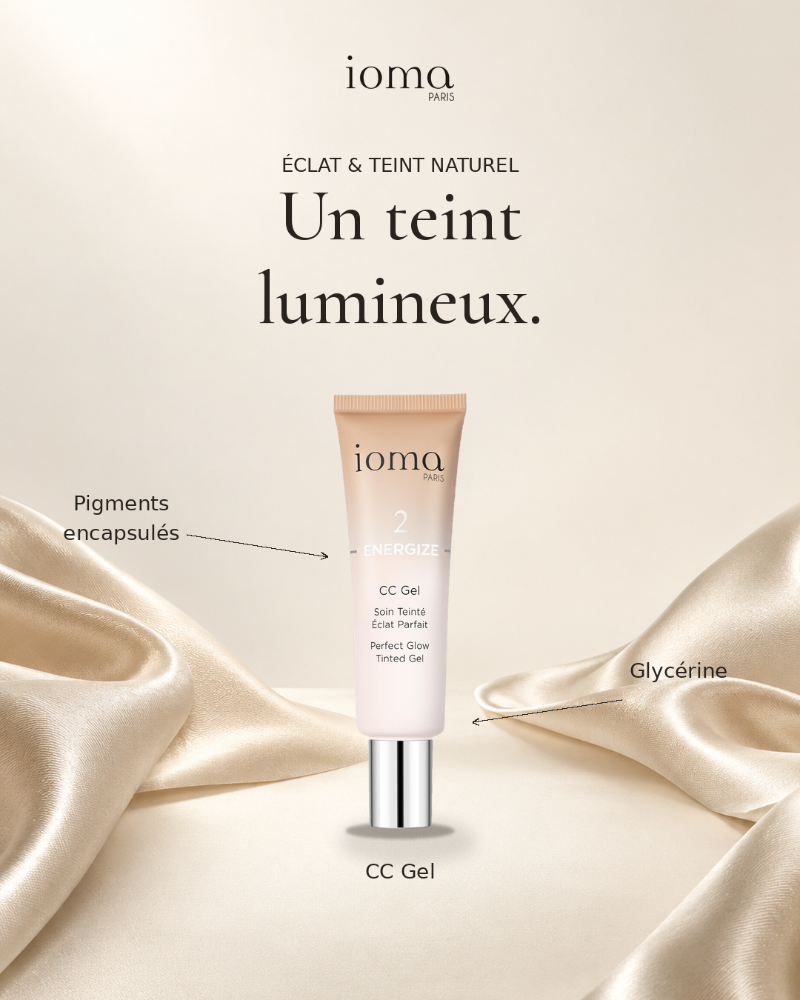 ioma
PARIS
ÉCLAT & TEINT NATUREL
Un teint
lumineux.
ioma
PARIS
2
ENERGIZE
CC Gel
Soin Teinté
Éclat Parfait
Perfect Glow
Tinted Gel
Pigments
encapsulés
Glycérine
CC Gel